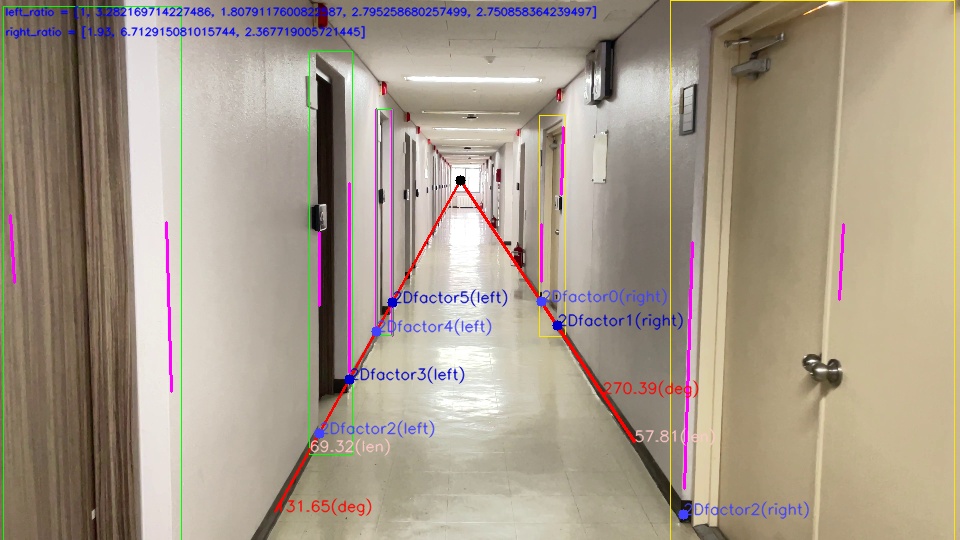 left_ratio = [1, 3.282169714227486, 1.8079117600822987, 2.795258680257499, 2.750858364239497]
right_ratio = [1.93, 6.712915081015744, 2.367719005721445]
2Dfactor5(left)
2Dfactor0(right)
2Dfactor4(left)
2Dfactor1(right)
2Dfactor3(left)
270.39(deg)
2Dfactor2(left)
57.81(len)
69.32(len)
31.65(deg)
2Dfactor2(right)